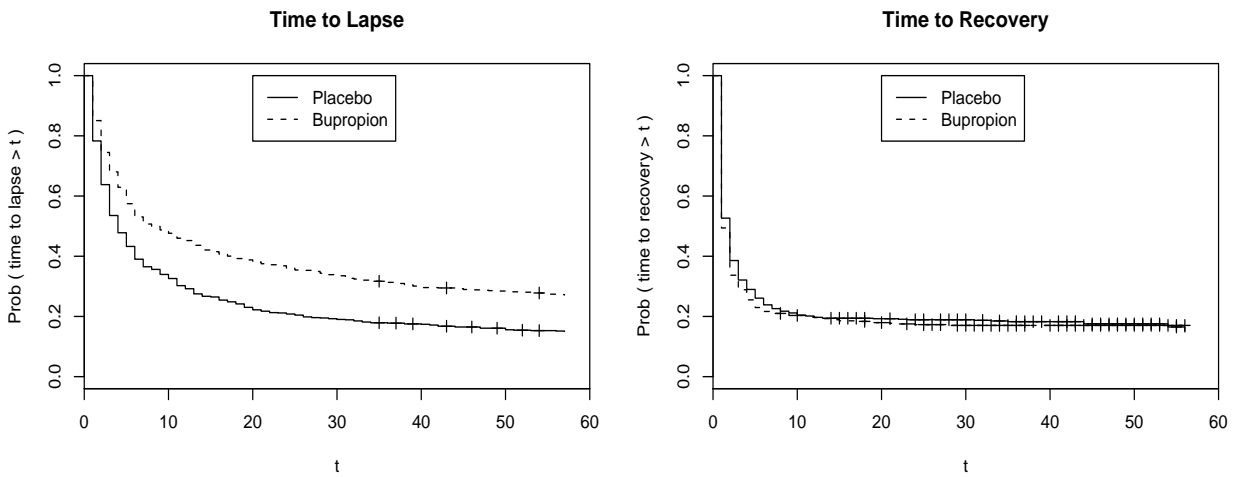 Time to Lapse
Prob ( time to lapse > t )
1.0
0.8
0.6
0.4
0.2
0.0
Placebo
Bupropion
0 10 20 30 40 50 60
t
Time to Recovery
Prob ( time to recovery > t )
1.0
0.8
0.6
0.4
0.2
0.0
Placebo
Bupropion
0 10 20 30 40 50 60
t